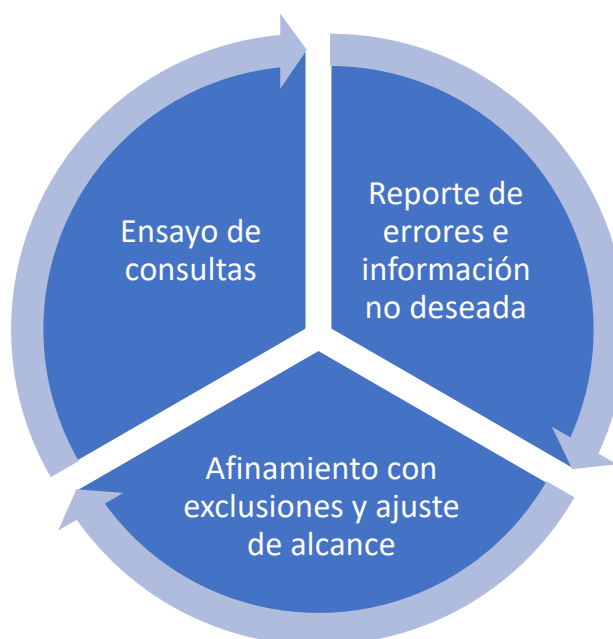 Ensayo de
consultas
Reporte de
errores e
información
no deseada
Afinamiento con
exclusiones y ajuste
de alcance